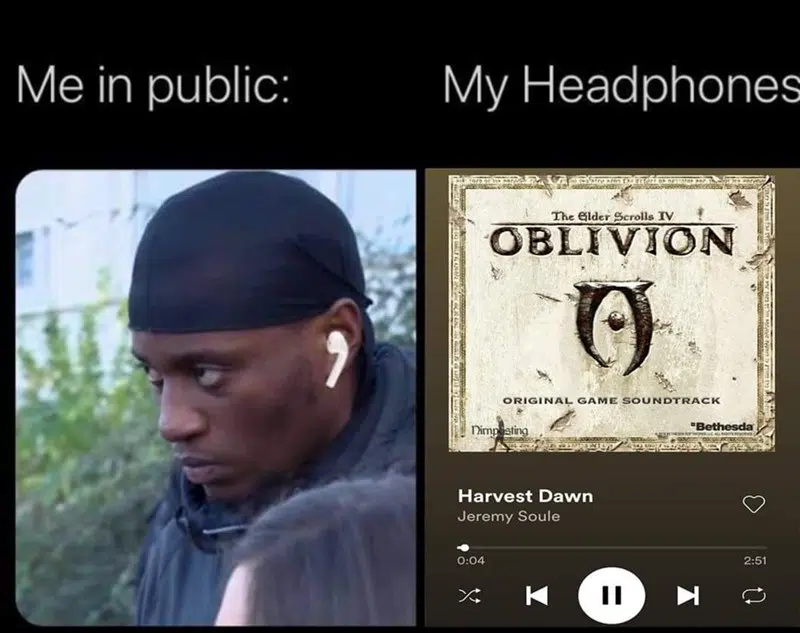 Me in public:
My Headphones
The Elder Scrolls IV
OBLIVION
ORIGINAL GAME SOUNDTRACK
Nimposting
Bethesda
Harvest Dawn
Jeremy Soule
0:04
2:51